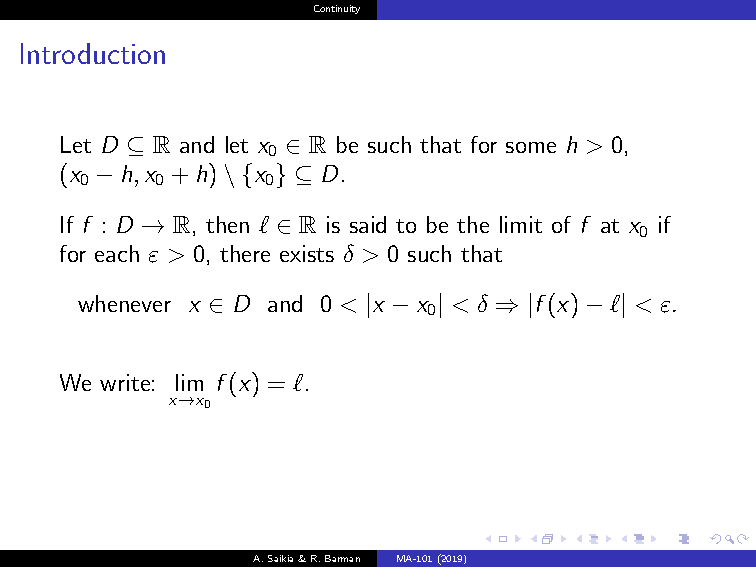 Continuity
Introduction
Let D ⊆ ℝ and let x₀ ∈ ℝ be such that for some h > 0,
(x₀ − h, x₀ + h) \ {x₀} ⊆ D.
If f : D → ℝ, then ℓ ∈ ℝ is said to be the limit of f at x₀ if
for each ε > 0, there exists δ > 0 such that
whenever x ∈ D and 0 < |x − x₀| < δ ⇒ |f(x) − ℓ| < ε.
We write: lim f(x) = ℓ.
x→x₀
A. Saikia & R. Barman MA-101 (2019)